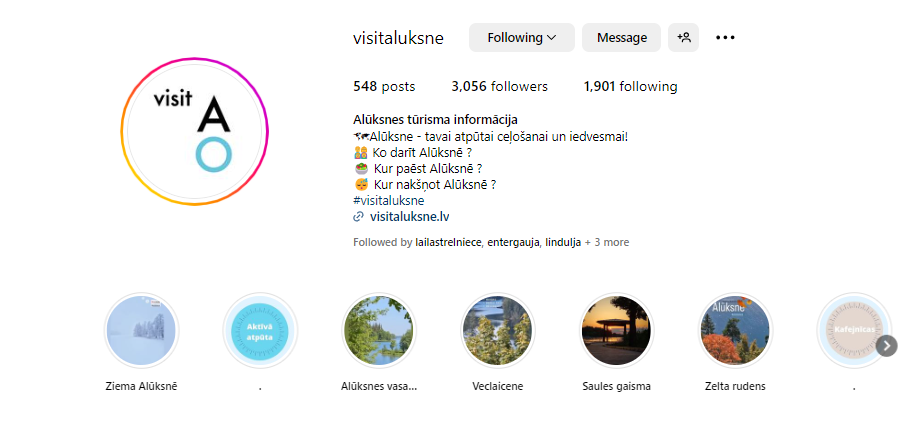 visitaluksne Following Message
visit
A
O
548 posts 3,056 followers 1,901 following
Alūksnes tūrisma informācija
🗺Alūksne - tavai atpūtai ceļošanai un iedvesmai!
👫 Ko darīt Alūksnē ?
🥗 Kur paēst Alūksnē ?
😴 Kur nakšņot Alūksnē ?
#visitaluksne
visitaluksne.lv
Followed by lailastrelniece, entergauja, lindulja + 3 more
Aktīvā
atpūta
Alūksne
Kafejnīcas
Ziema Alūksnē . Alūksnes vasa... Veclaicene Saules gaisma Zelta rudens .